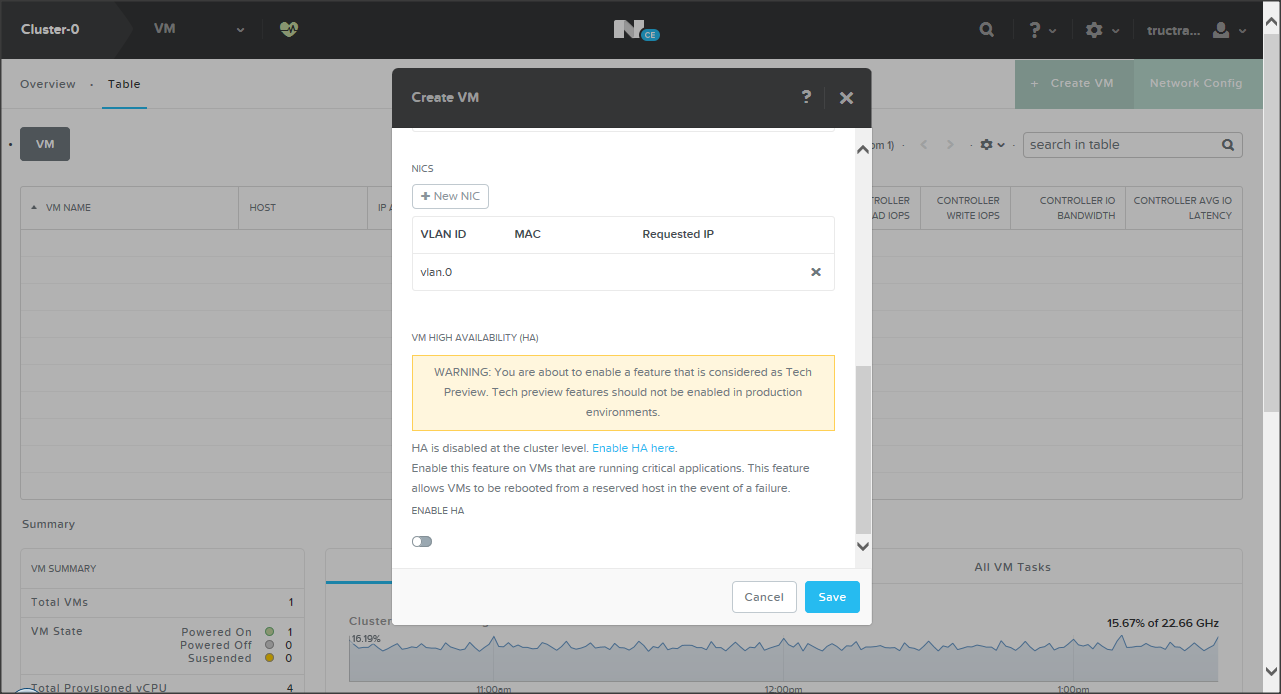 Cluster-0
VM
N CE
?
tructra...
Overview · Table
+ Create VM
Network Config
VM
om 1) ·
search in table
VM NAME
HOST
IP A
ROLLER
AD IOPS
CONTROLLER
WRITE IOPS
CONTROLLER IO
BANDWIDTH
CONTROLLER AVG IO
LATENCY
Create VM
?
NICS
+ New NIC
VLAN ID MAC Requested IP
vlan.0
VM HIGH AVAILABILITY (HA)
WARNING: You are about to enable a feature that is considered as Tech
Preview. Tech preview features should not be enabled in production
environments.
HA is disabled at the cluster level. Enable HA here.
Enable this feature on VMs that are running critical applications. This feature
allows VMs to be rebooted from a reserved host in the event of a failure.
ENABLE HA
Cancel
Save
Summary
VM SUMMARY
Total VMs 1
VM State Powered On 1
Powered Off 0
Suspended 0
Total Provisioned vCPU 4
All VM Tasks
Cluster
15.67% of 22.66 GHz
16.19%
11:00am 12:00pm 1:00pm